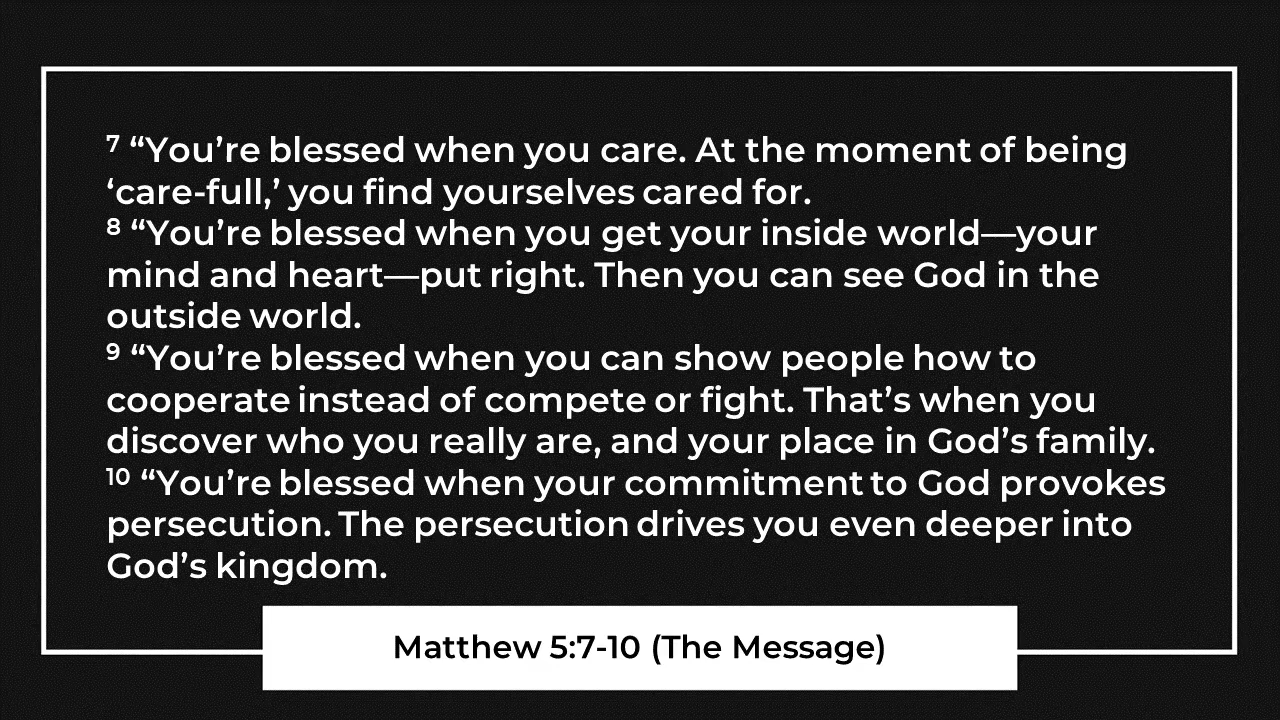 ⁷ “You’re blessed when you care. At the moment of being
‘care-full,’ you find yourselves cared for.
⁸ “You’re blessed when you get your inside world—your
mind and heart—put right. Then you can see God in the
outside world.
⁹ “You’re blessed when you can show people how to
cooperate instead of compete or fight. That’s when you
discover who you really are, and your place in God’s family.
¹⁰ “You’re blessed when your commitment to God provokes
persecution. The persecution drives you even deeper into
God’s kingdom.
Matthew 5:7-10 (The Message)